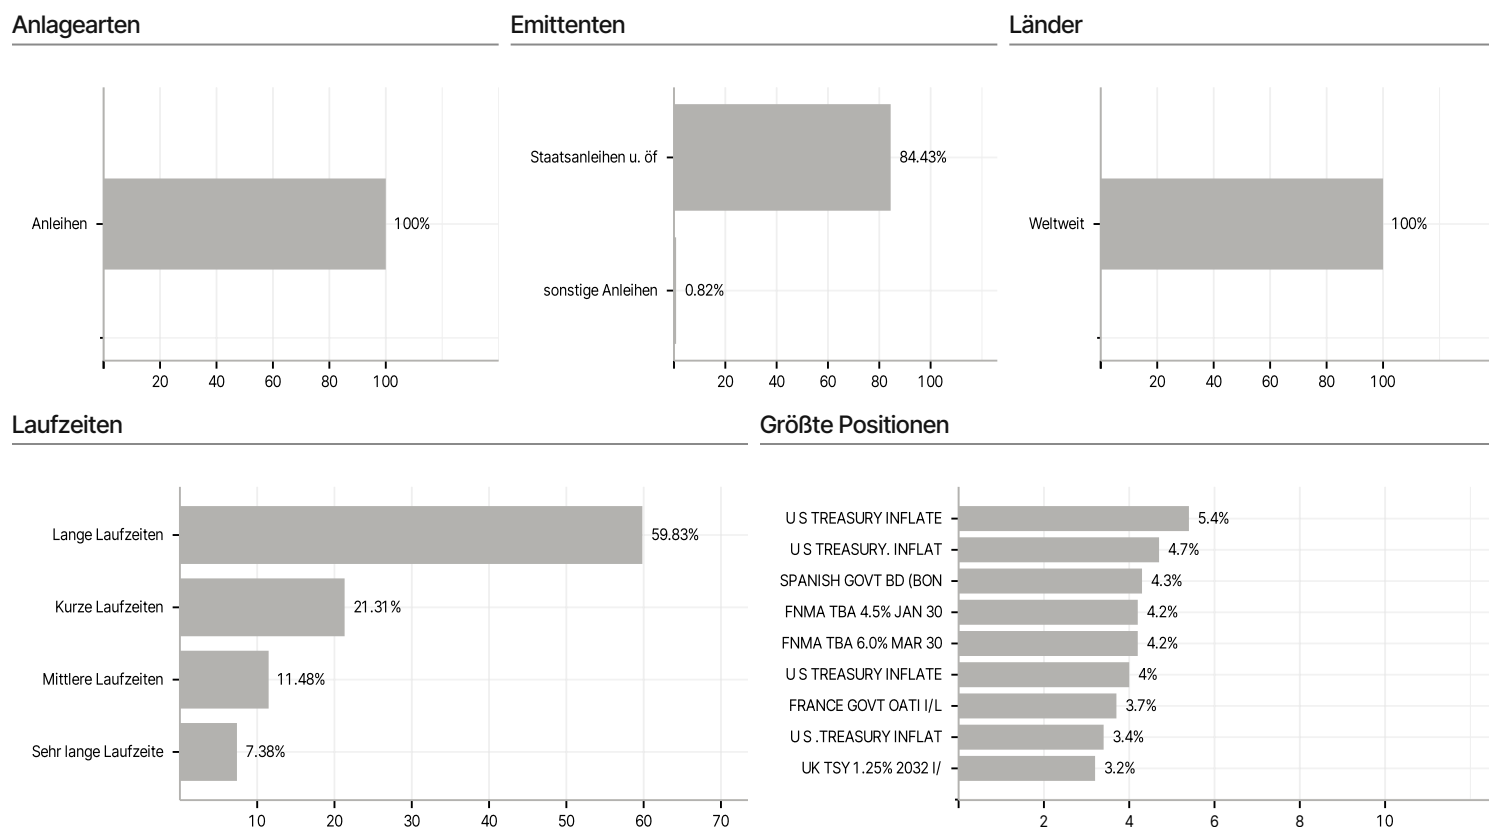 Anlagearten
Emittenten
Länder
Anleihen
100%
20 40 60 80 100
Staatsanleihen u. öf
84.43%
sonstige Anleihen
0.82%
20 40 60 80 100
Weltweit
100%
20 40 60 80 100
Laufzeiten
Größte Positionen
Lange Laufzeiten
59.83%
Kurze Laufzeiten
21.31%
Mittlere Laufzeiten
11.48%
Sehr lange Laufzeite
7.38%
10 20 30 40 50 60 70
U S TREASURY INFLATE
5.4%
U S TREASURY. INFLAT
4.7%
SPANISH GOVT BD (BON
4.3%
FNMA TBA 4.5% JAN 30
4.2%
FNMA TBA 6.0% MAR 30
4.2%
U S TREASURY INFLATE
4%
FRANCE GOVT OATI I/L
3.7%
U S .TREASURY INFLAT
3.4%
UK TSY 1.25% 2032 I/
3.2%
2 4 6 8 10